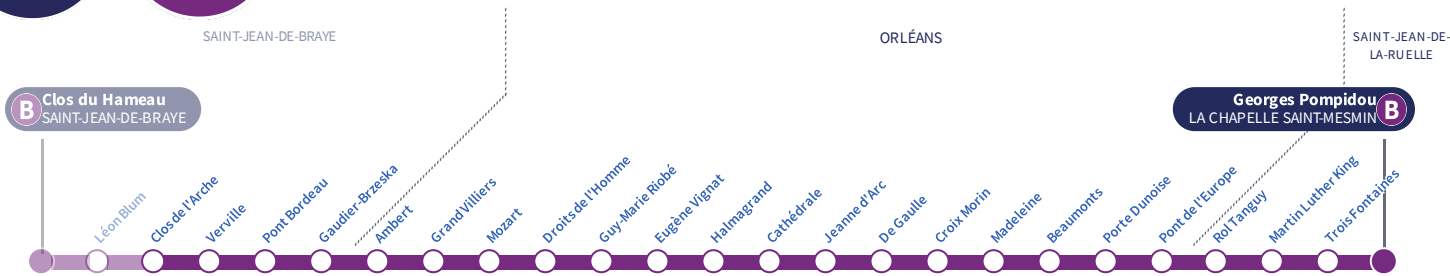 SAINT-JEAN-DE-BRAYE
ORLÉANS
SAINT-JEAN-DE-
LA-RUELLE
B
Clos du Hameau
SAINT-JEAN-DE-BRAYE
Georges Pompidou
LA CHAPELLE SAINT-MESMIN
B
Léon Blum
Clos de l'Arche
Verville
Pont Bordeau
Gaudier-Brzeska
Ambert
Grand Villiers
Mozart
Droits de l'Homme
Guy-Marie Riobé
Eugène Vignat
Halmagrand
Cathédrale
Jeanne d'Arc
De Gaulle
Croix Morin
Madeleine
Beaumonts
Porte Dunoise
Pont de l'Europe
Rol Tanguy
Martin Luther King
Trois Fontaines